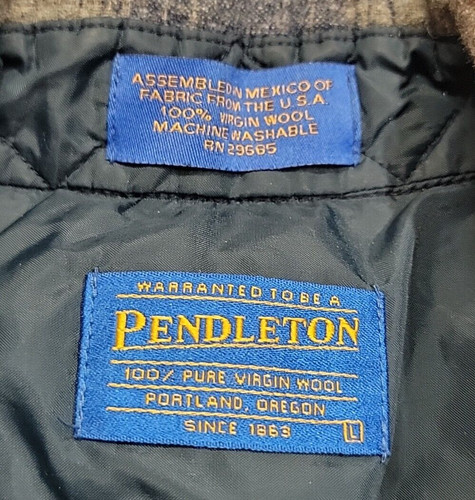 ASSEMBLED IN MEXICO OF
FABRIC FROM THE U.S.A.
100% VIRGIN WOOL
MACHINE WASHABLE
RN 29685
WARRANTED TO BE A
PENDLETON
100% PURE VIRGIN WOOL
PORTLAND, OREGON
SINCE 1863
L